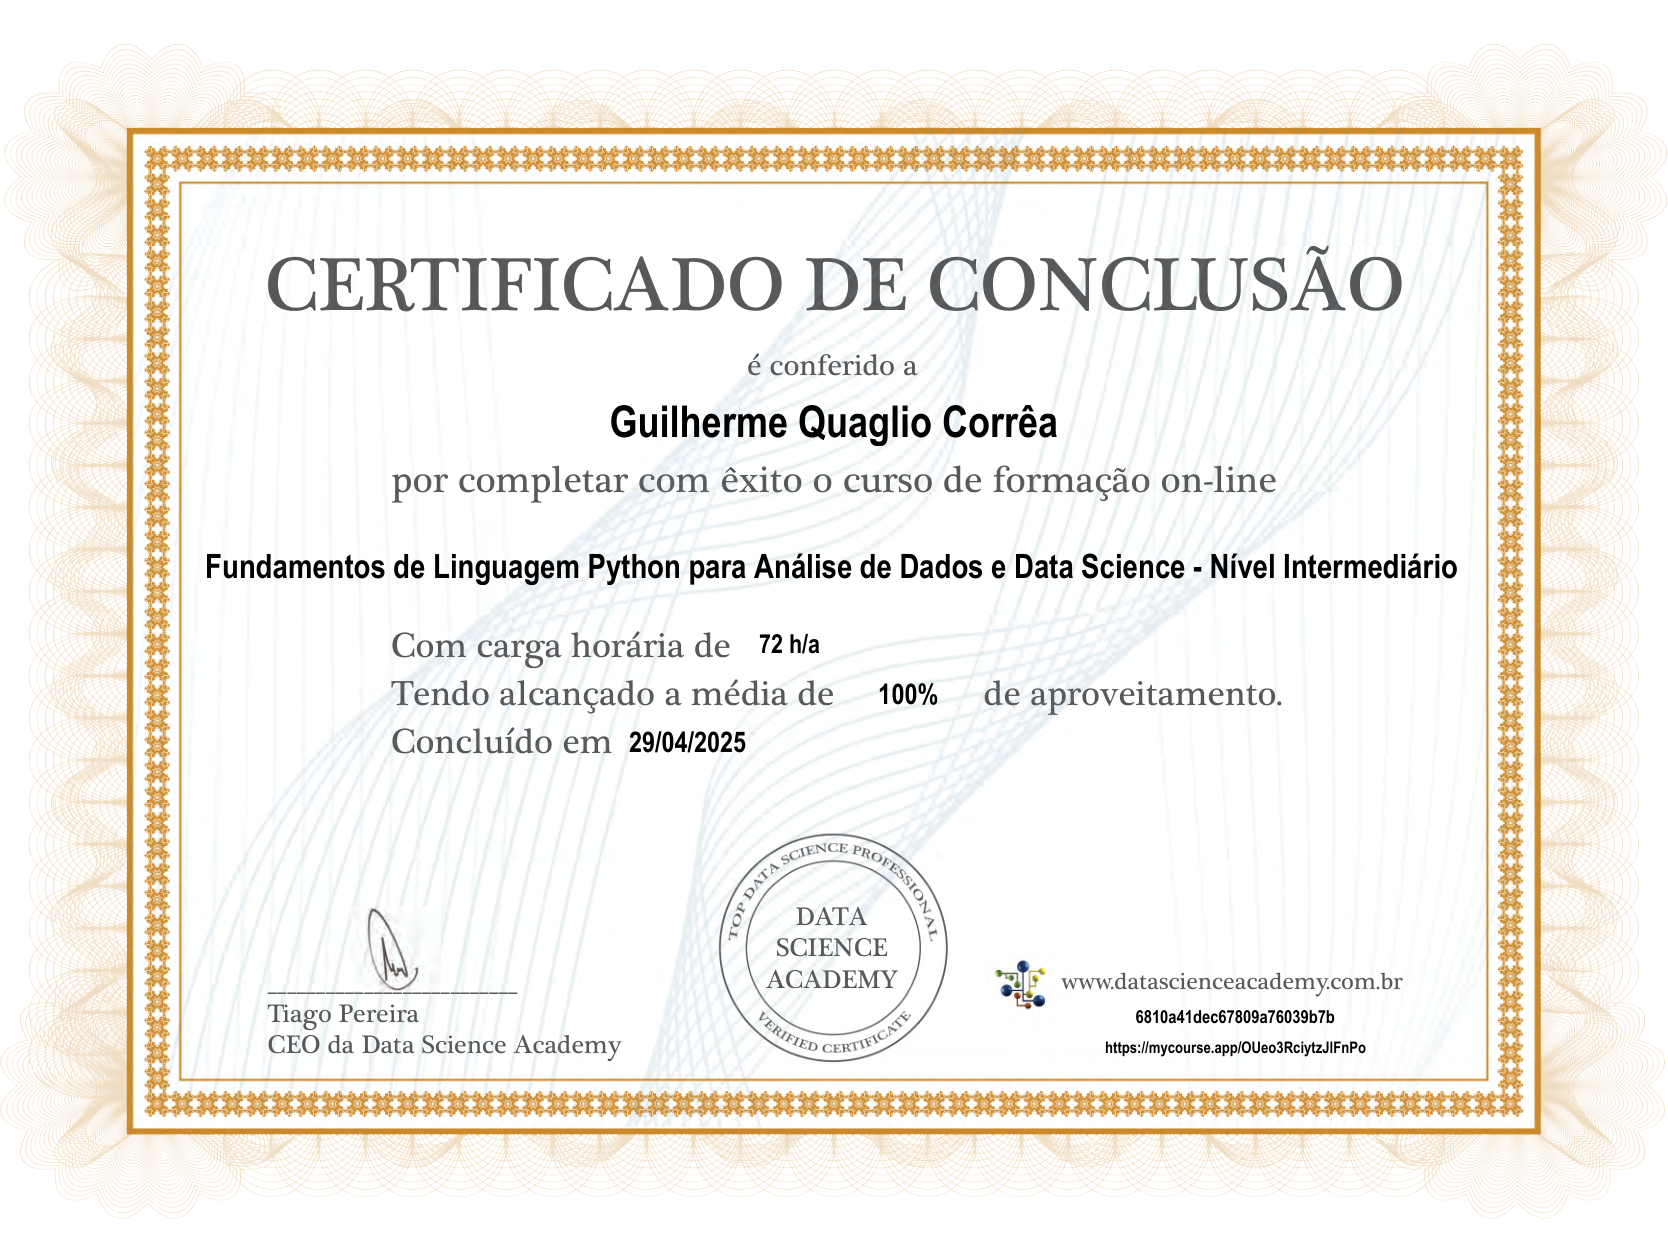 CERTIFICADO DE CONCLUSÃO
é conferido a
Guilherme Quaglio Corrêa
por completar com êxito o curso de formação on-line
Fundamentos de Linguagem Python para Análise de Dados e Data Science - Nível Intermediário
Com carga horária de 72 h/a
Tendo alcançado a média de 100% de aproveitamento.
Concluído em 29/04/2025
Tiago Pereira
CEO da Data Science Academy
TOP DATA SCIENCE PROFESSIONAL
DATA
SCIENCE
ACADEMY
VERIFIED CERTIFICATE
www.datascienceacademy.com.br
6810a41dec67809a76039b7b
https://mycourse.app/OUeo3RciytzJlFnPo